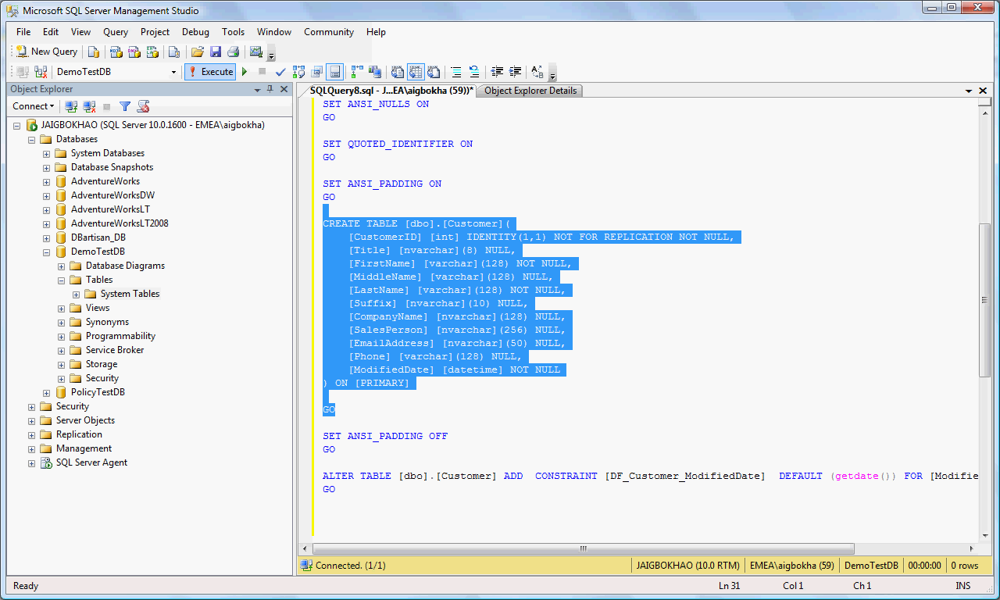 Microsoft SQL Server Management Studio
File Edit View Query Project Debug Tools Window Community Help
New Query
DemoTestDB Execute
Object Explorer
SQLQuery8.sql - J...EA\aigbokha (59))* Object Explorer Details
Connect
JAIGBOKHAO (SQL Server 10.0.1600 - EMEA\aigbokha)
Databases
System Databases
Database Snapshots
AdventureWorks
AdventureWorksDW
AdventureWorksLT
AdventureWorksLT2008
DBartisan_DB
DemoTestDB
Database Diagrams
Tables
System Tables
Views
Synonyms
Programmability
Service Broker
Storage
Security
PolicyTestDB
Security
Server Objects
Replication
Management
SQL Server Agent
SET ANSI_NULLS ON
GO
SET QUOTED_IDENTIFIER ON
GO
SET ANSI_PADDING ON
GO
CREATE TABLE [dbo].[Customer](
[CustomerID] [int] IDENTITY(1,1) NOT FOR REPLICATION NOT NULL,
[Title] [nvarchar](8) NULL,
[FirstName] [varchar](128) NOT NULL,
[MiddleName] [varchar](128) NULL,
[LastName] [varchar](128) NOT NULL,
[Suffix] [nvarchar](10) NULL,
[CompanyName] [nvarchar](128) NULL,
[SalesPerson] [nvarchar](256) NULL,
[EmailAddress] [nvarchar](50) NULL,
[Phone] [varchar](128) NULL,
[ModifiedDate] [datetime] NOT NULL
) ON [PRIMARY]
GO
SET ANSI_PADDING OFF
GO
ALTER TABLE [dbo].[Customer] ADD  CONSTRAINT [DF_Customer_ModifiedDate]  DEFAULT (getdate()) FOR [Modifie
GO
Connected. (1/1) JAIGBOKHAO (10.0 RTM) EMEA\aigbokha (59) DemoTestDB 00:00:00 0 rows
Ready Ln 31 Col 1 Ch 1 INS